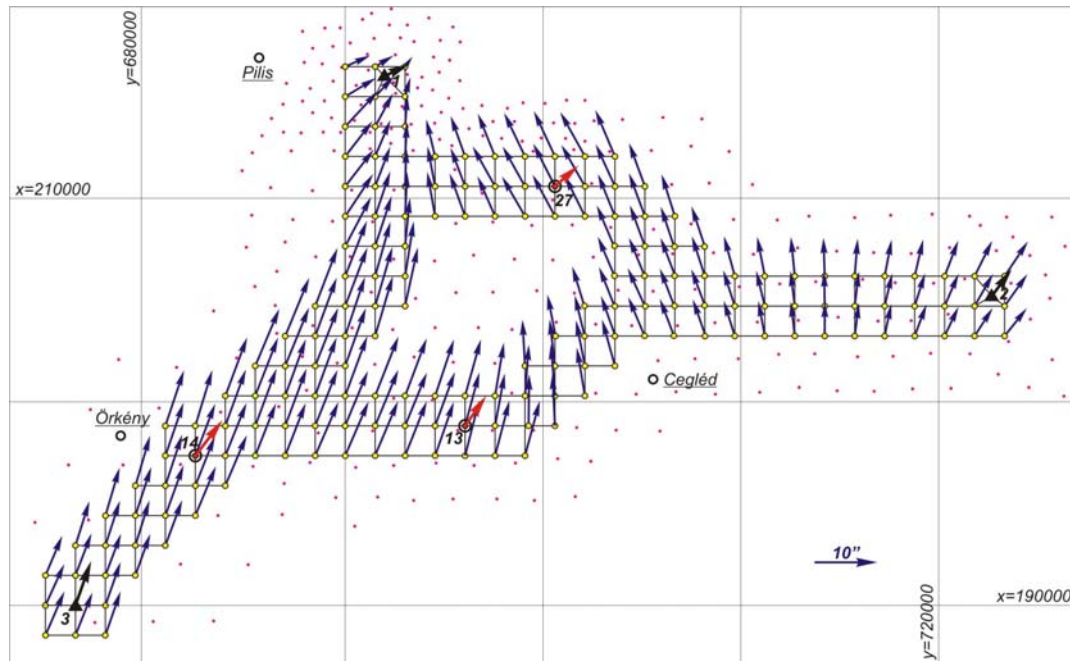 y=680000
Pilis
1
x=210000
27
2
Cegléd
Örkény
14
13
10"
3
x=190000
y=720000